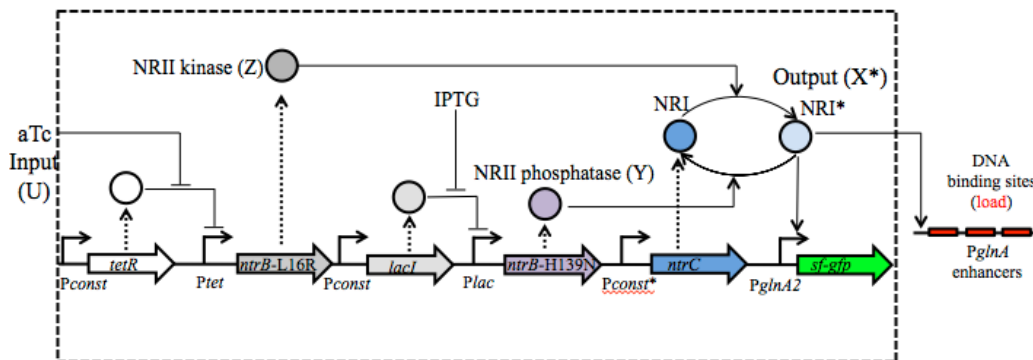 NRII kinase (Z)
Output (X*)
IPTG
NRI
NRI*
aTc
Input
(U)
NRII phosphatase (Y)
DNA
binding sites
(load)
tetR
ntrB-L16R
lacI
ntrB-H139N
ntrC
sf-gfp
Pconst
Ptet
Pconst
Plac
Pconst*
PglnA2
PglnA
enhancers